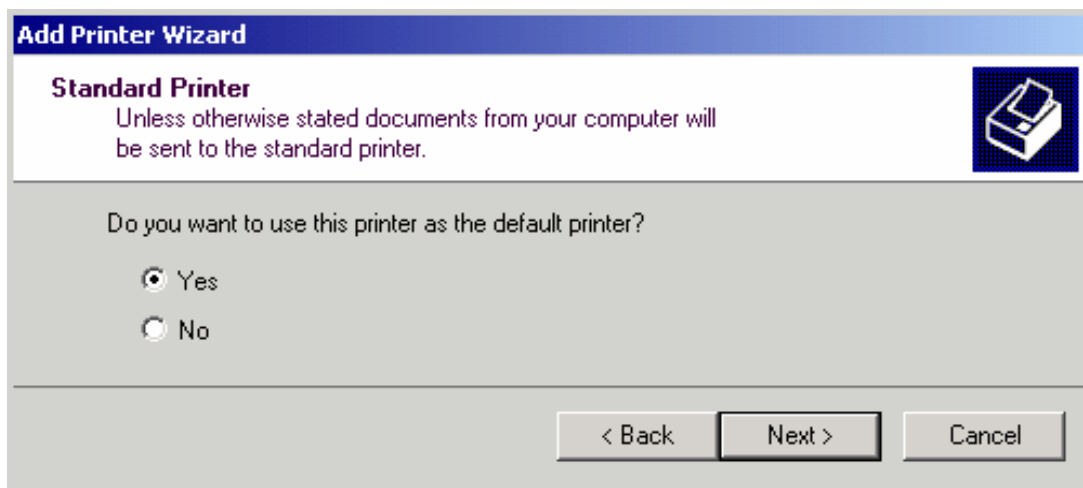 Add Printer Wizard
Standard Printer
Unless otherwise stated documents from your computer will
be sent to the standard printer.
Do you want to use this printer as the default printer?
Yes
No
< Back
Next >
Cancel